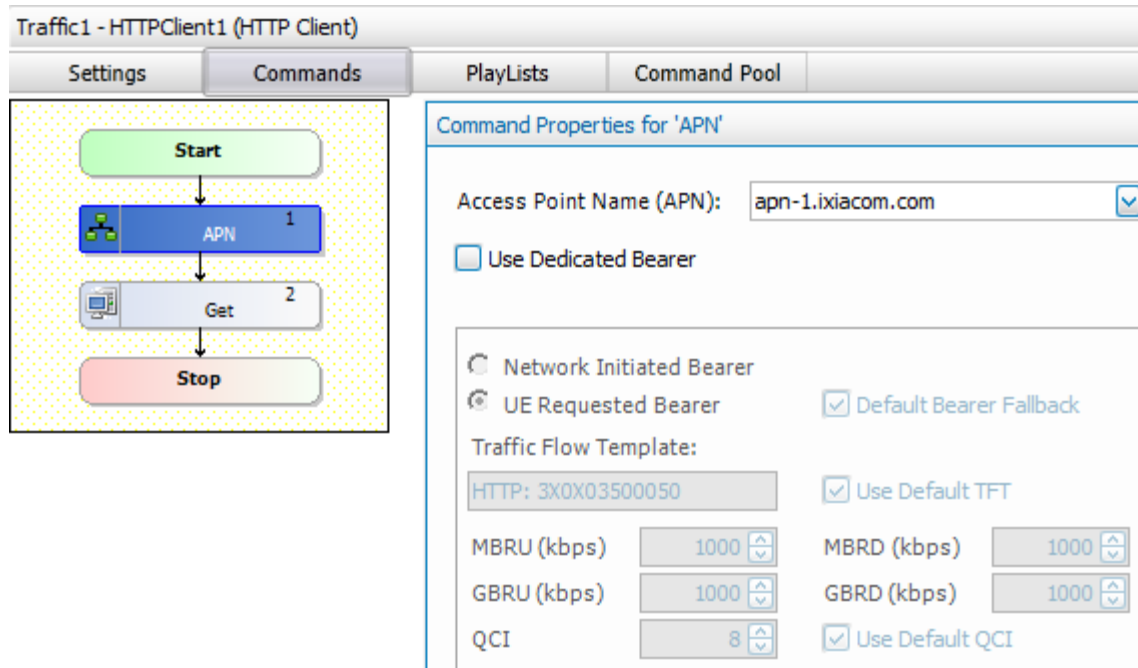 Traffic1 - HTTPClient1 (HTTP Client)
Settings Commands PlayLists Command Pool
Start
1
APN
2
Get
Stop
Command Properties for 'APN'
Access Point Name (APN): apn-1.ixiacom.com
Use Dedicated Bearer
Network Initiated Bearer
UE Requested Bearer Default Bearer Fallback
Traffic Flow Template:
HTTP: 3X0X03500050 Use Default TFT
MBRU (kbps) 1000 MBRD (kbps) 1000
GBRU (kbps) 1000 GBRD (kbps) 1000
QCI 8 Use Default QCI